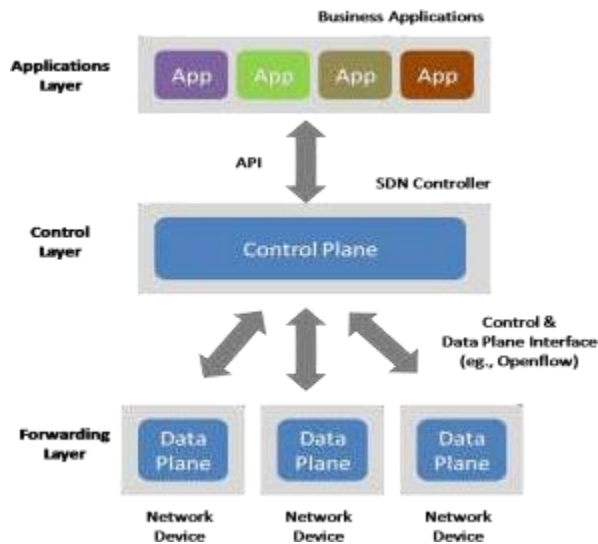 Business Applications
Applications
Layer
App App App App
API
SDN Controller
Control
Layer
Control Plane
Control &
Data Plane Interface
(eg., Openflow)
Forwarding
Layer
Data
Plane
Data
Plane
Data
Plane
Network
Device
Network
Device
Network
Device